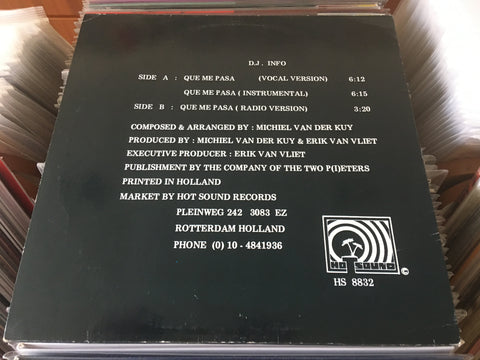 D.J. INFO
SIDE A : QUE ME PASA (VOCAL VERSION) 6:12
QUE ME PASA ( INSTRUMENTAL) 6:15
SIDE B : QUE ME PASA ( RADIO VERSION) 3:20
COMPOSED & ARRANGED BY : MICHIEL VAN DER KUY
PRODUCED BY : MICHIEL VAN DER KUY & ERIK VAN VLIET
EXECUTIVE PRODUCER : ERIK VAN VLIET
PUBLISHMENT BY THE COMPANY OF THE TWO P(I)ETERS
PRINTED IN HOLLAND
MARKET BY HOT SOUND RECORDS
PLEINWEG 242 3083 EZ
ROTTERDAM HOLLAND
PHONE (0) 10 - 4841936
HOT SOUND ©
HS 8832